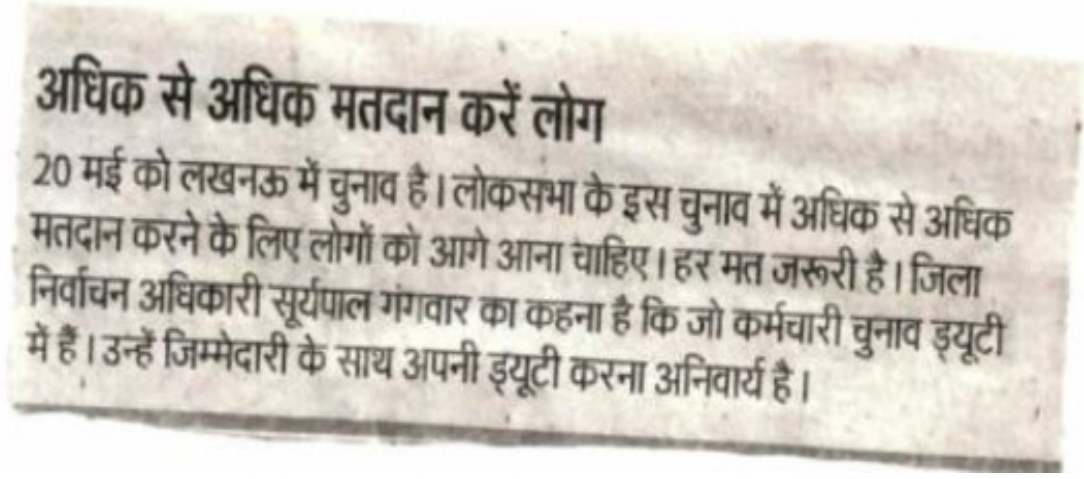 अधिक से अधिक मतदान करें लोग
20 मई को लखनऊ में चुनाव है। लोकसभा के इस चुनाव में अधिक से अधिक
मतदान करने के लिए लोगों को आगे आना चाहिए। हर मत जरूरी है। जिला
निर्वाचन अधिकारी सूर्यपाल गंगवार का कहना है कि जो कर्मचारी चुनाव ड्यूटी
में हैं। उन्हें जिम्मेदारी के साथ अपनी ड्यूटी करना अनिवार्य है।